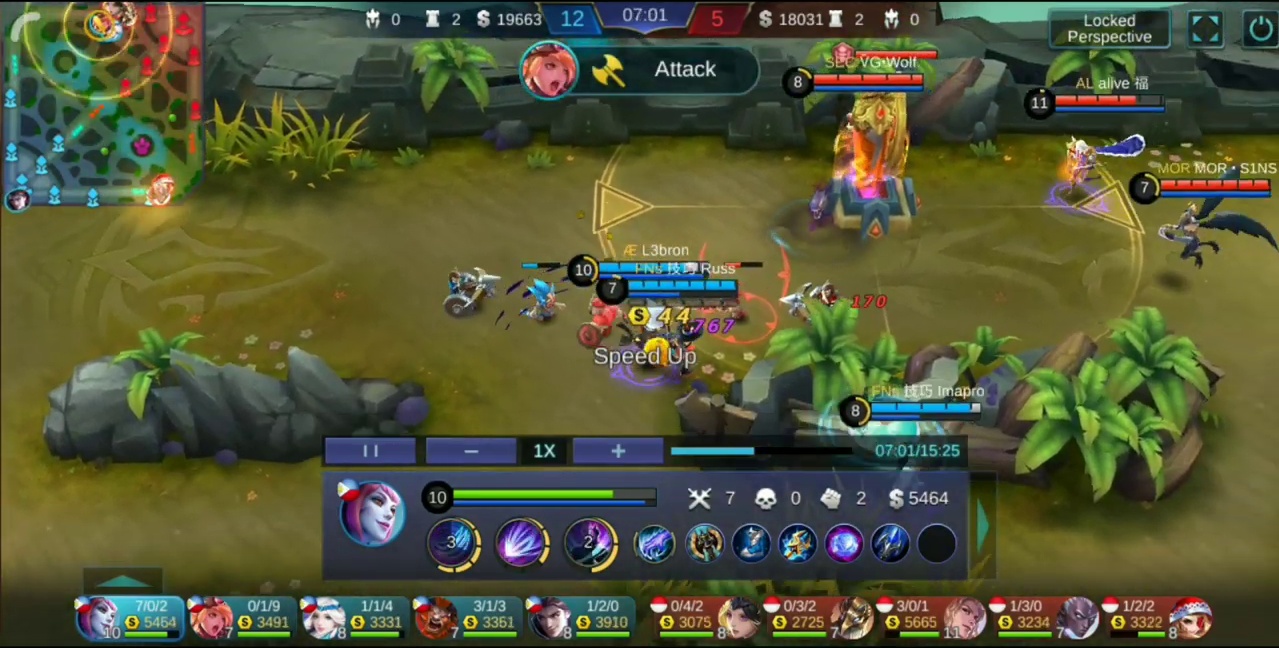 0 2 $ 19663 12 07:01 5 $ 18031 2 0
Locked
Perspective
Attack
8 SEC VG•Wolf
11 AL alive 福
7 MOR MOR • S1NS
10 Æ L3bron
7 FNs 技巧 Russ
170
S 44
767
Speed Up
8 FNs 技巧 Imapro
1X
07:01/15:25
10 7 0 2 $ 5464
3 2
7/0/2 0/1/9 1/1/4 3/1/3 1/2/0 0/4/2 0/3/2 3/0/1 1/3/0 1/2/2
S 5464 S 3491 S 3331 S 3361 S 3910 S 3075 S 2725 S 5665 S 3234 S 3322
10 7 8 7 8 8 7 11 7 8